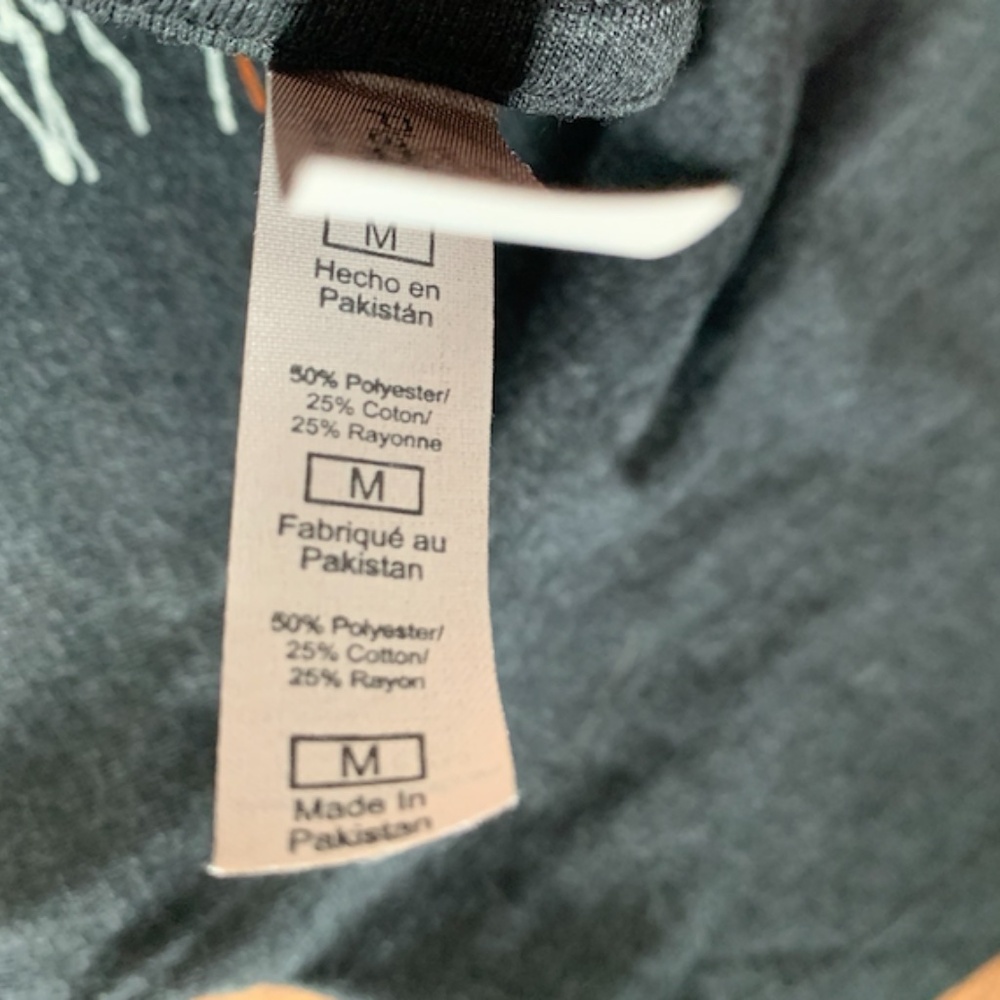 M
Hecho en
Pakistán
50% Polyester/
25% Coton/
25% Rayonne
M
Fabriqué au
Pakistan
50% Polyester/
25% Cotton/
25% Rayon
M
Made In
Pakistan